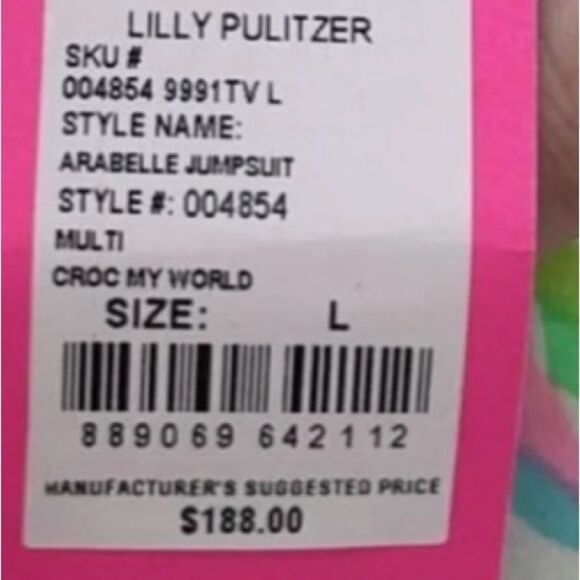 LILLY PULITZER
SKU #
004854 9991TV L
STYLE NAME:
ARABELLE JUMPSUIT
STYLE #: 004854
MULTI
CROC MY WORLD
SIZE: L
889069 642112
MANUFACTURER'S SUGGESTED PRICE
$188.00